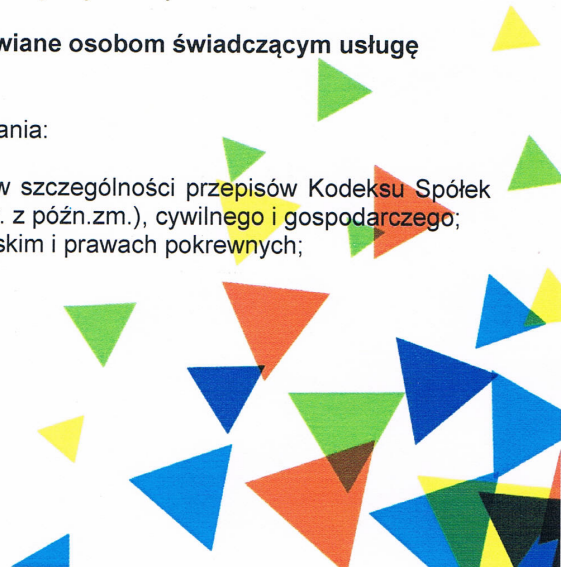 wiane osobom świadczącym usługę
ania:
w szczególności przepisów Kodeksu Spółek
. z późn.zm.), cywilnego i gospodarczego;
skim i prawach pokrewnych;